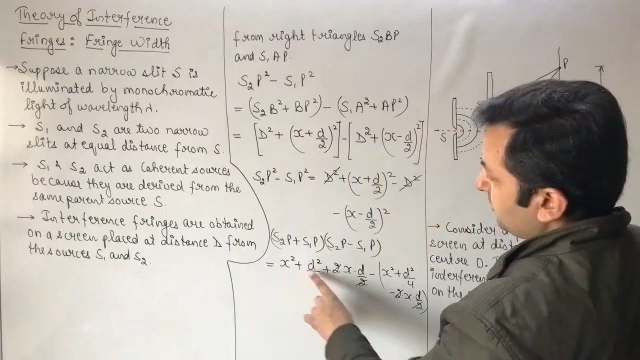 Theory of Interference
Fringes: Fringe Width
→ Suppose a narrow slit S is
illuminated by monochromatic
light of wavelength λ.
→ S₁ and S₂ are two narrow
slits at equal distance from S.
→ S₁ & S₂ act as coherent sources
because they are derived from the
same parent source S.
→ Interference fringes are obtained
on a screen placed at distance D from
the sources S₁ and S₂.
from right triangles S₂BP
and S₁AP.
S₂P² - S₁P²
= (S₂B² + BP²) - (S₁A² + AP²)
= [D² + (x + d/2)²] - [D² + (x - d/2)²]
S₂P² - S₁P² = D² + (x + d/2)² - D²
- (x - d/2)²
(S₂P + S₁P)(S₂P - S₁P)
= x² + d² + 2·x·d/2 - (x² + d²/4
- 2·x·d/2)
P
S
Consider a
screen at
centre O.
interferen
on the